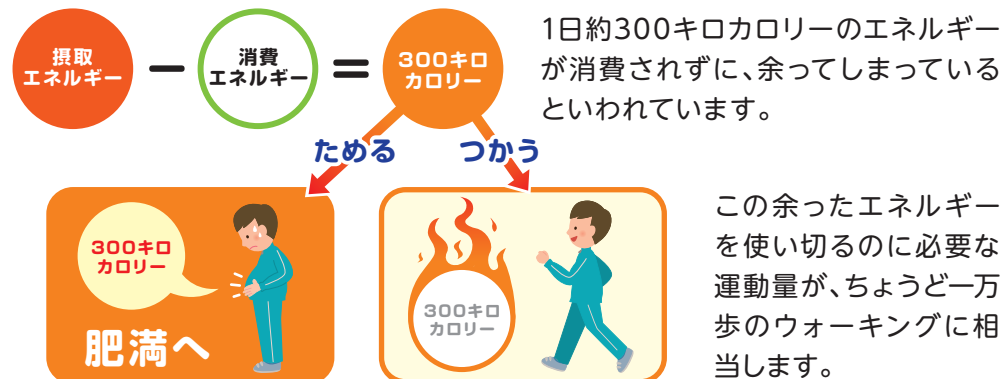 摂取
エネルギー
ー
消費
エネルギー
=
300キロ
カロリー
1日約300キロカロリーのエネルギー
が消費されずに、余ってしまっている
といわれています。
ためる
つかう
300キロ
カロリー
肥満へ
300キロ
カロリー
この余ったエネルギー
を使い切るのに必要な
運動量が、ちょうど一万
歩のウォーキングに相
当します。